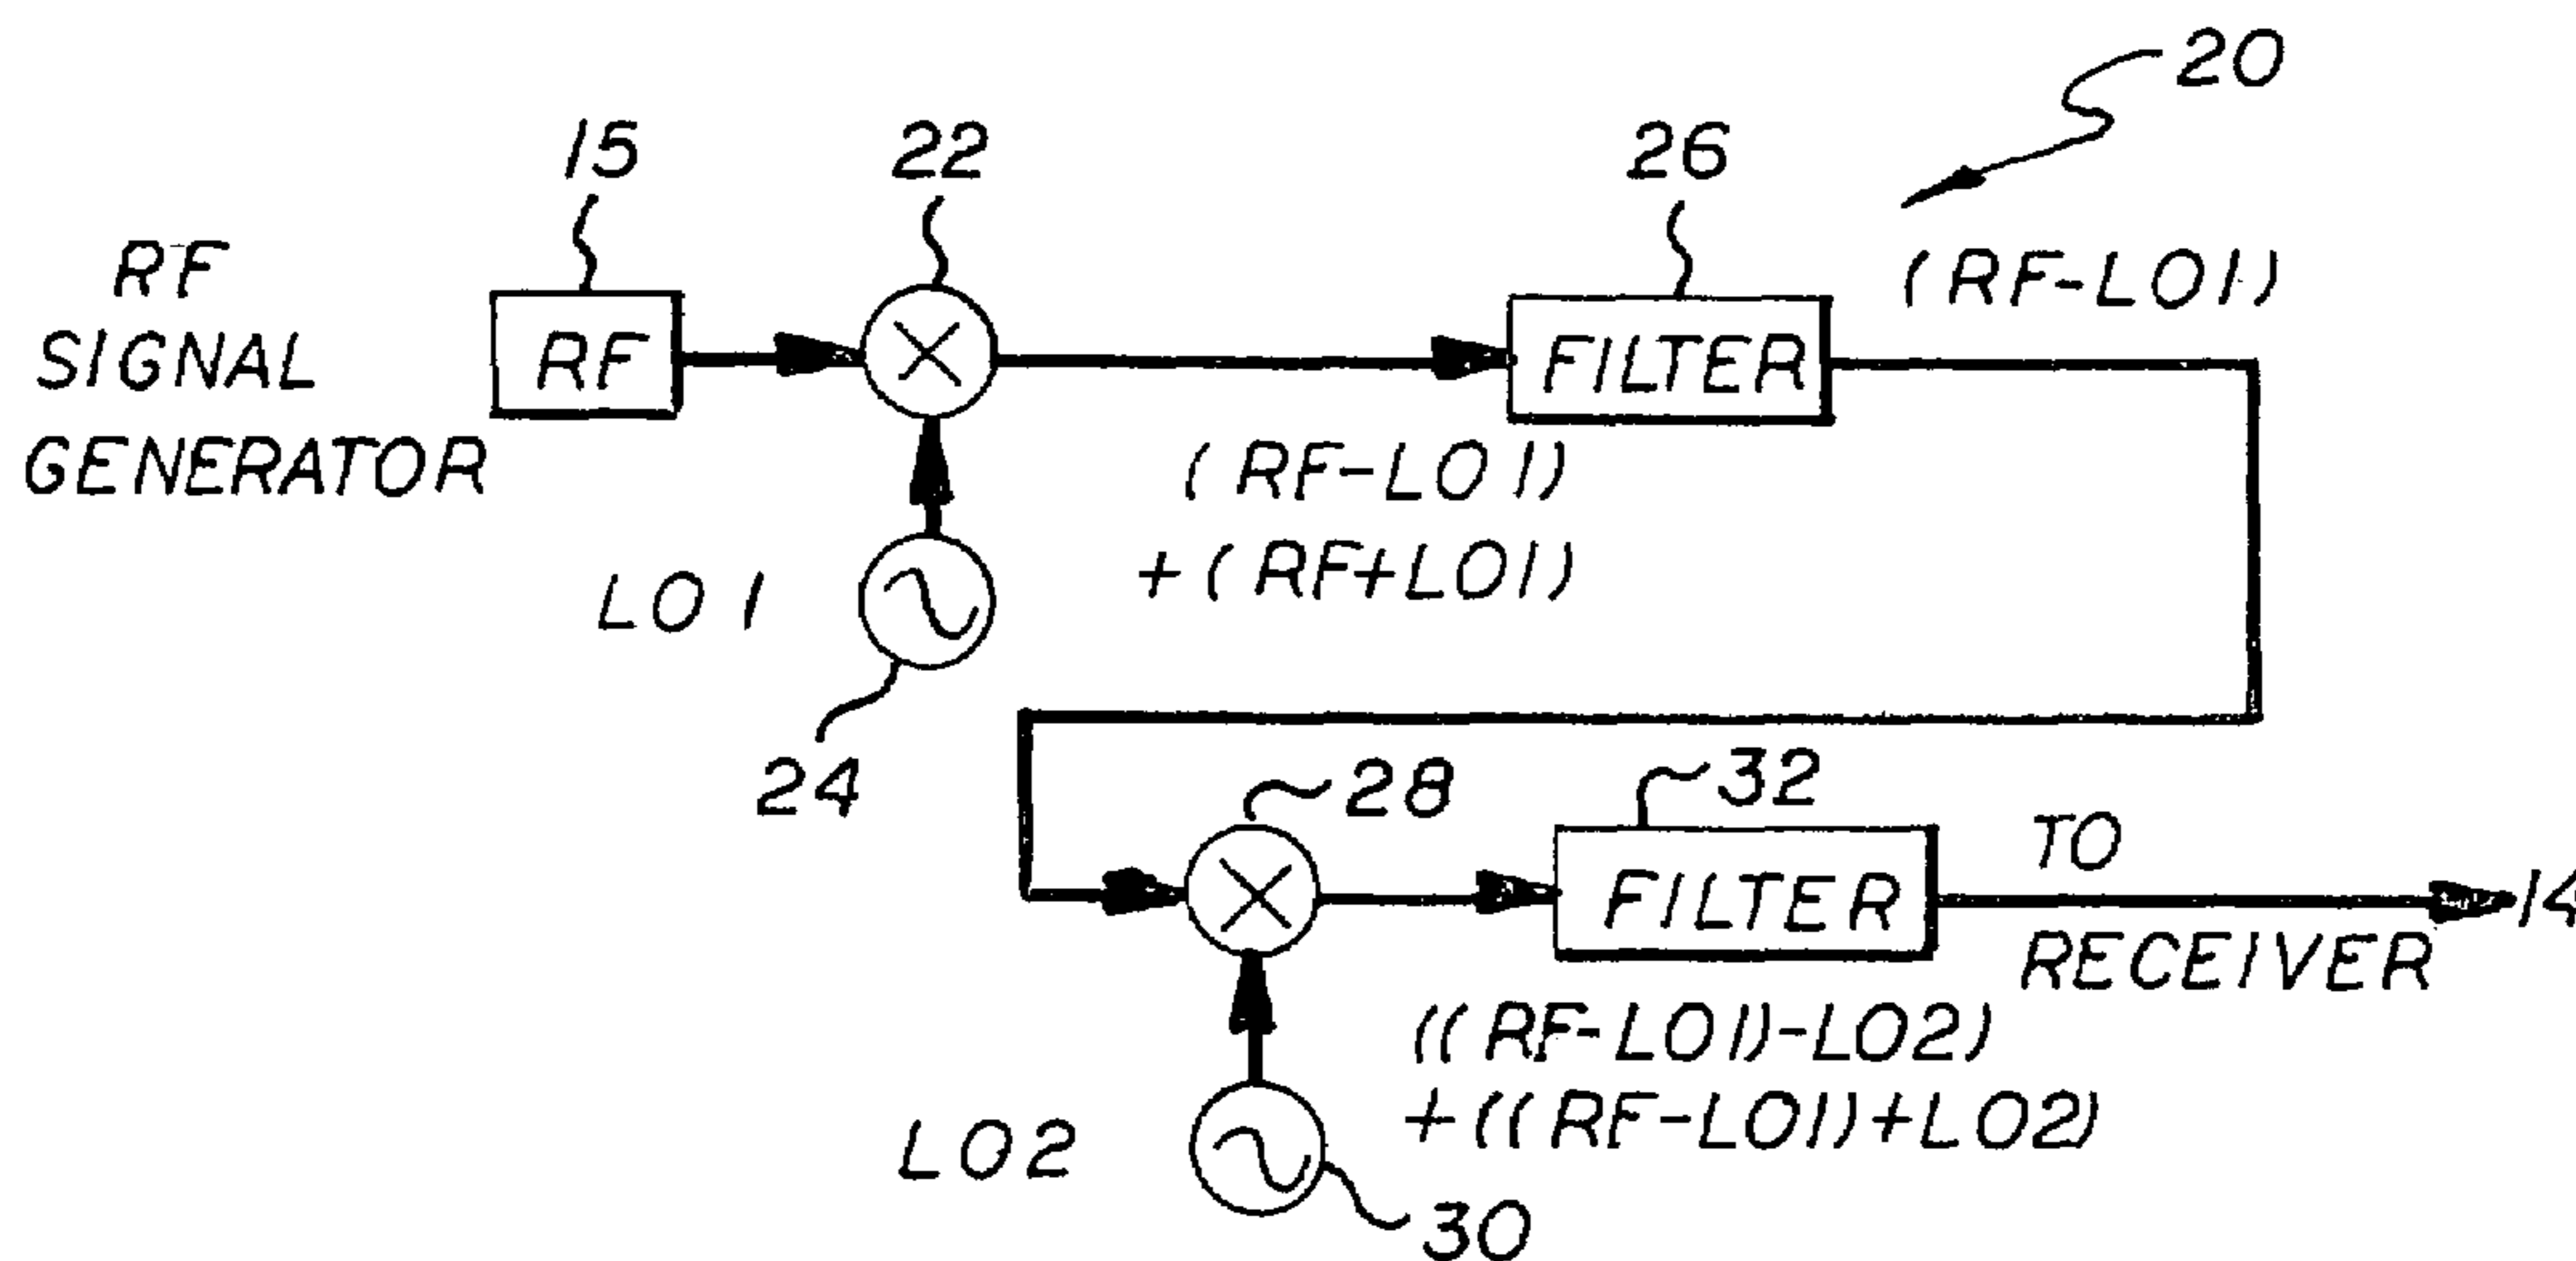 20
15
22
26
RF
SIGNAL
GENERATOR
RF
FILTER
(RF-LO1)
(RF-LO1)
+(RF+LO1)
LO1
24
28
32
FILTER
TO
RECEIVER
14
((RF-LO1)-LO2)
+((RF-LO1)+LO2)
LO2
30